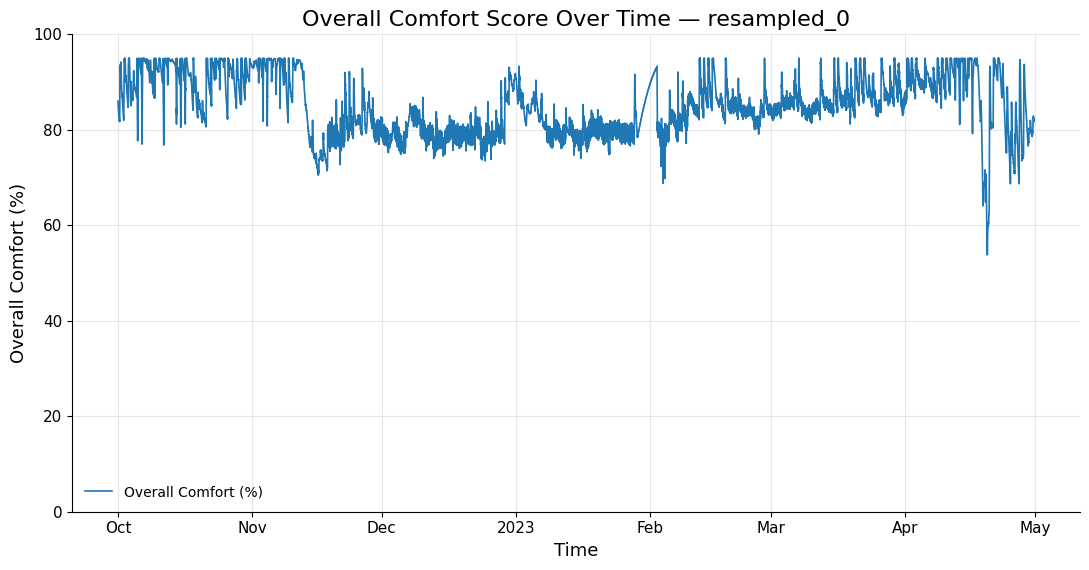 Overall Comfort Score Over Time — resampled_0
Overall Comfort (%)
100
80
60
40
20
0
Overall Comfort (%)
Oct Nov Dec 2023 Feb Mar Apr May
Time